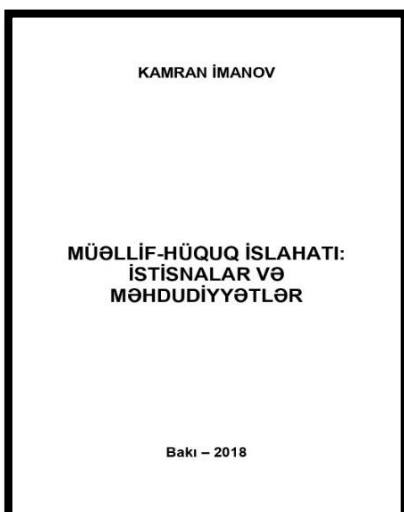 KAMRAN İMANOV
MÜƏLLİF-HÜQUQ İSLAHATI:
İSTİSNALAR VƏ
MƏHDUDİYYƏTLƏR
Bakı – 2018